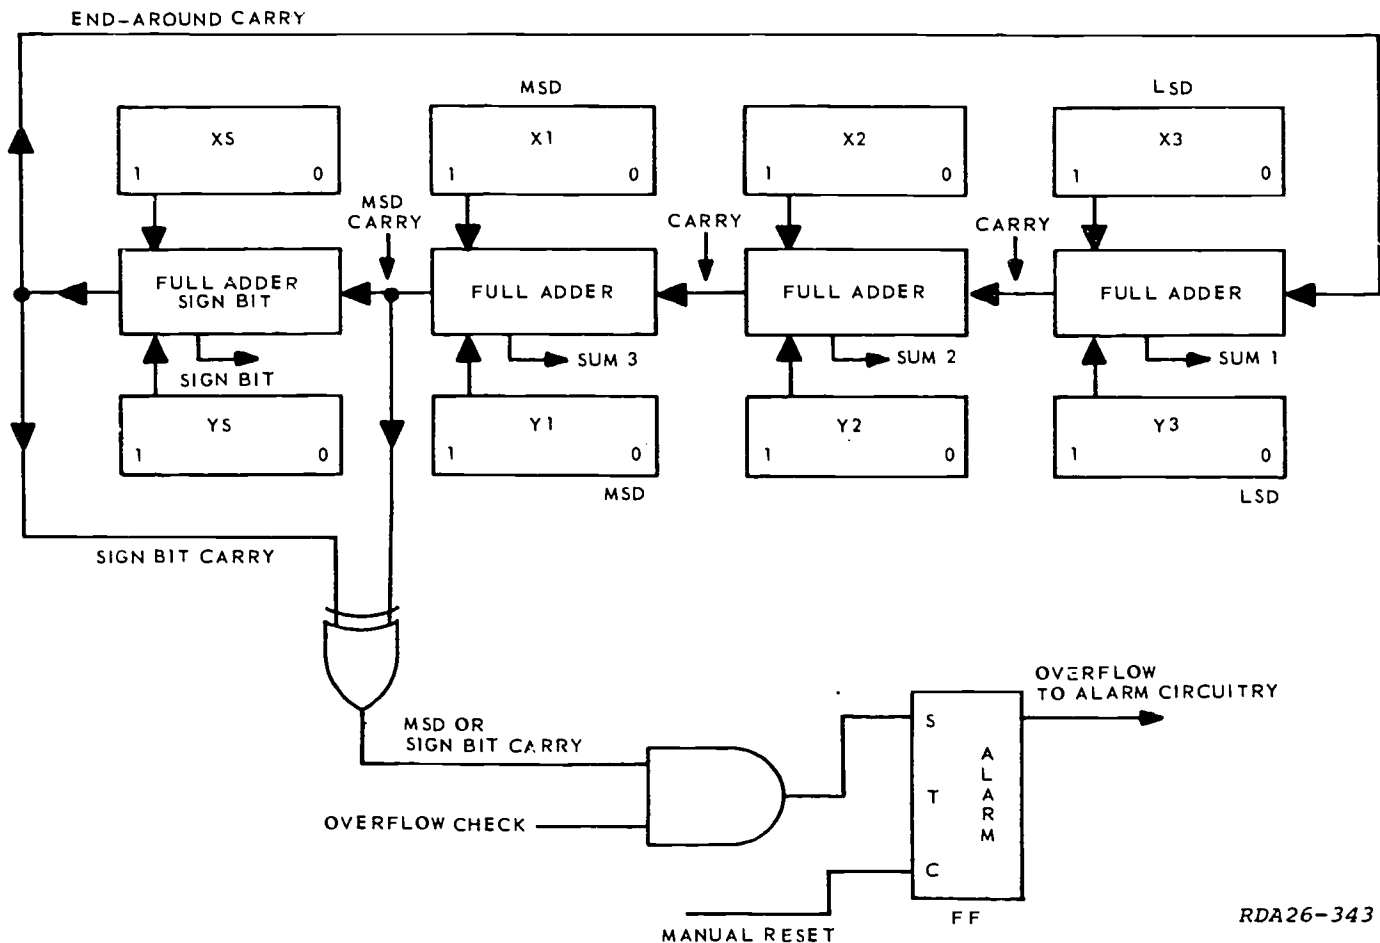 END-AROUND CARRY
MSD
LSD
XS
1 0
X1
1 0
X2
1 0
X3
1 0
MSD
CARRY
CARRY
CARRY
FULL ADDER
SIGN BIT
FULL ADDER
FULL ADDER
FULL ADDER
SIGN BIT
SUM 3
SUM 2
SUM 1
YS
1 0
Y1
1 0
Y2
1 0
Y3
1 0
MSD
LSD
SIGN BIT CARRY
MSD OR
SIGN BIT CARRY
OVERFLOW CHECK
S
T
C
ALARM
OVERFLOW
TO ALARM CIRCUITRY
MANUAL RESET
FF
RDA26-343